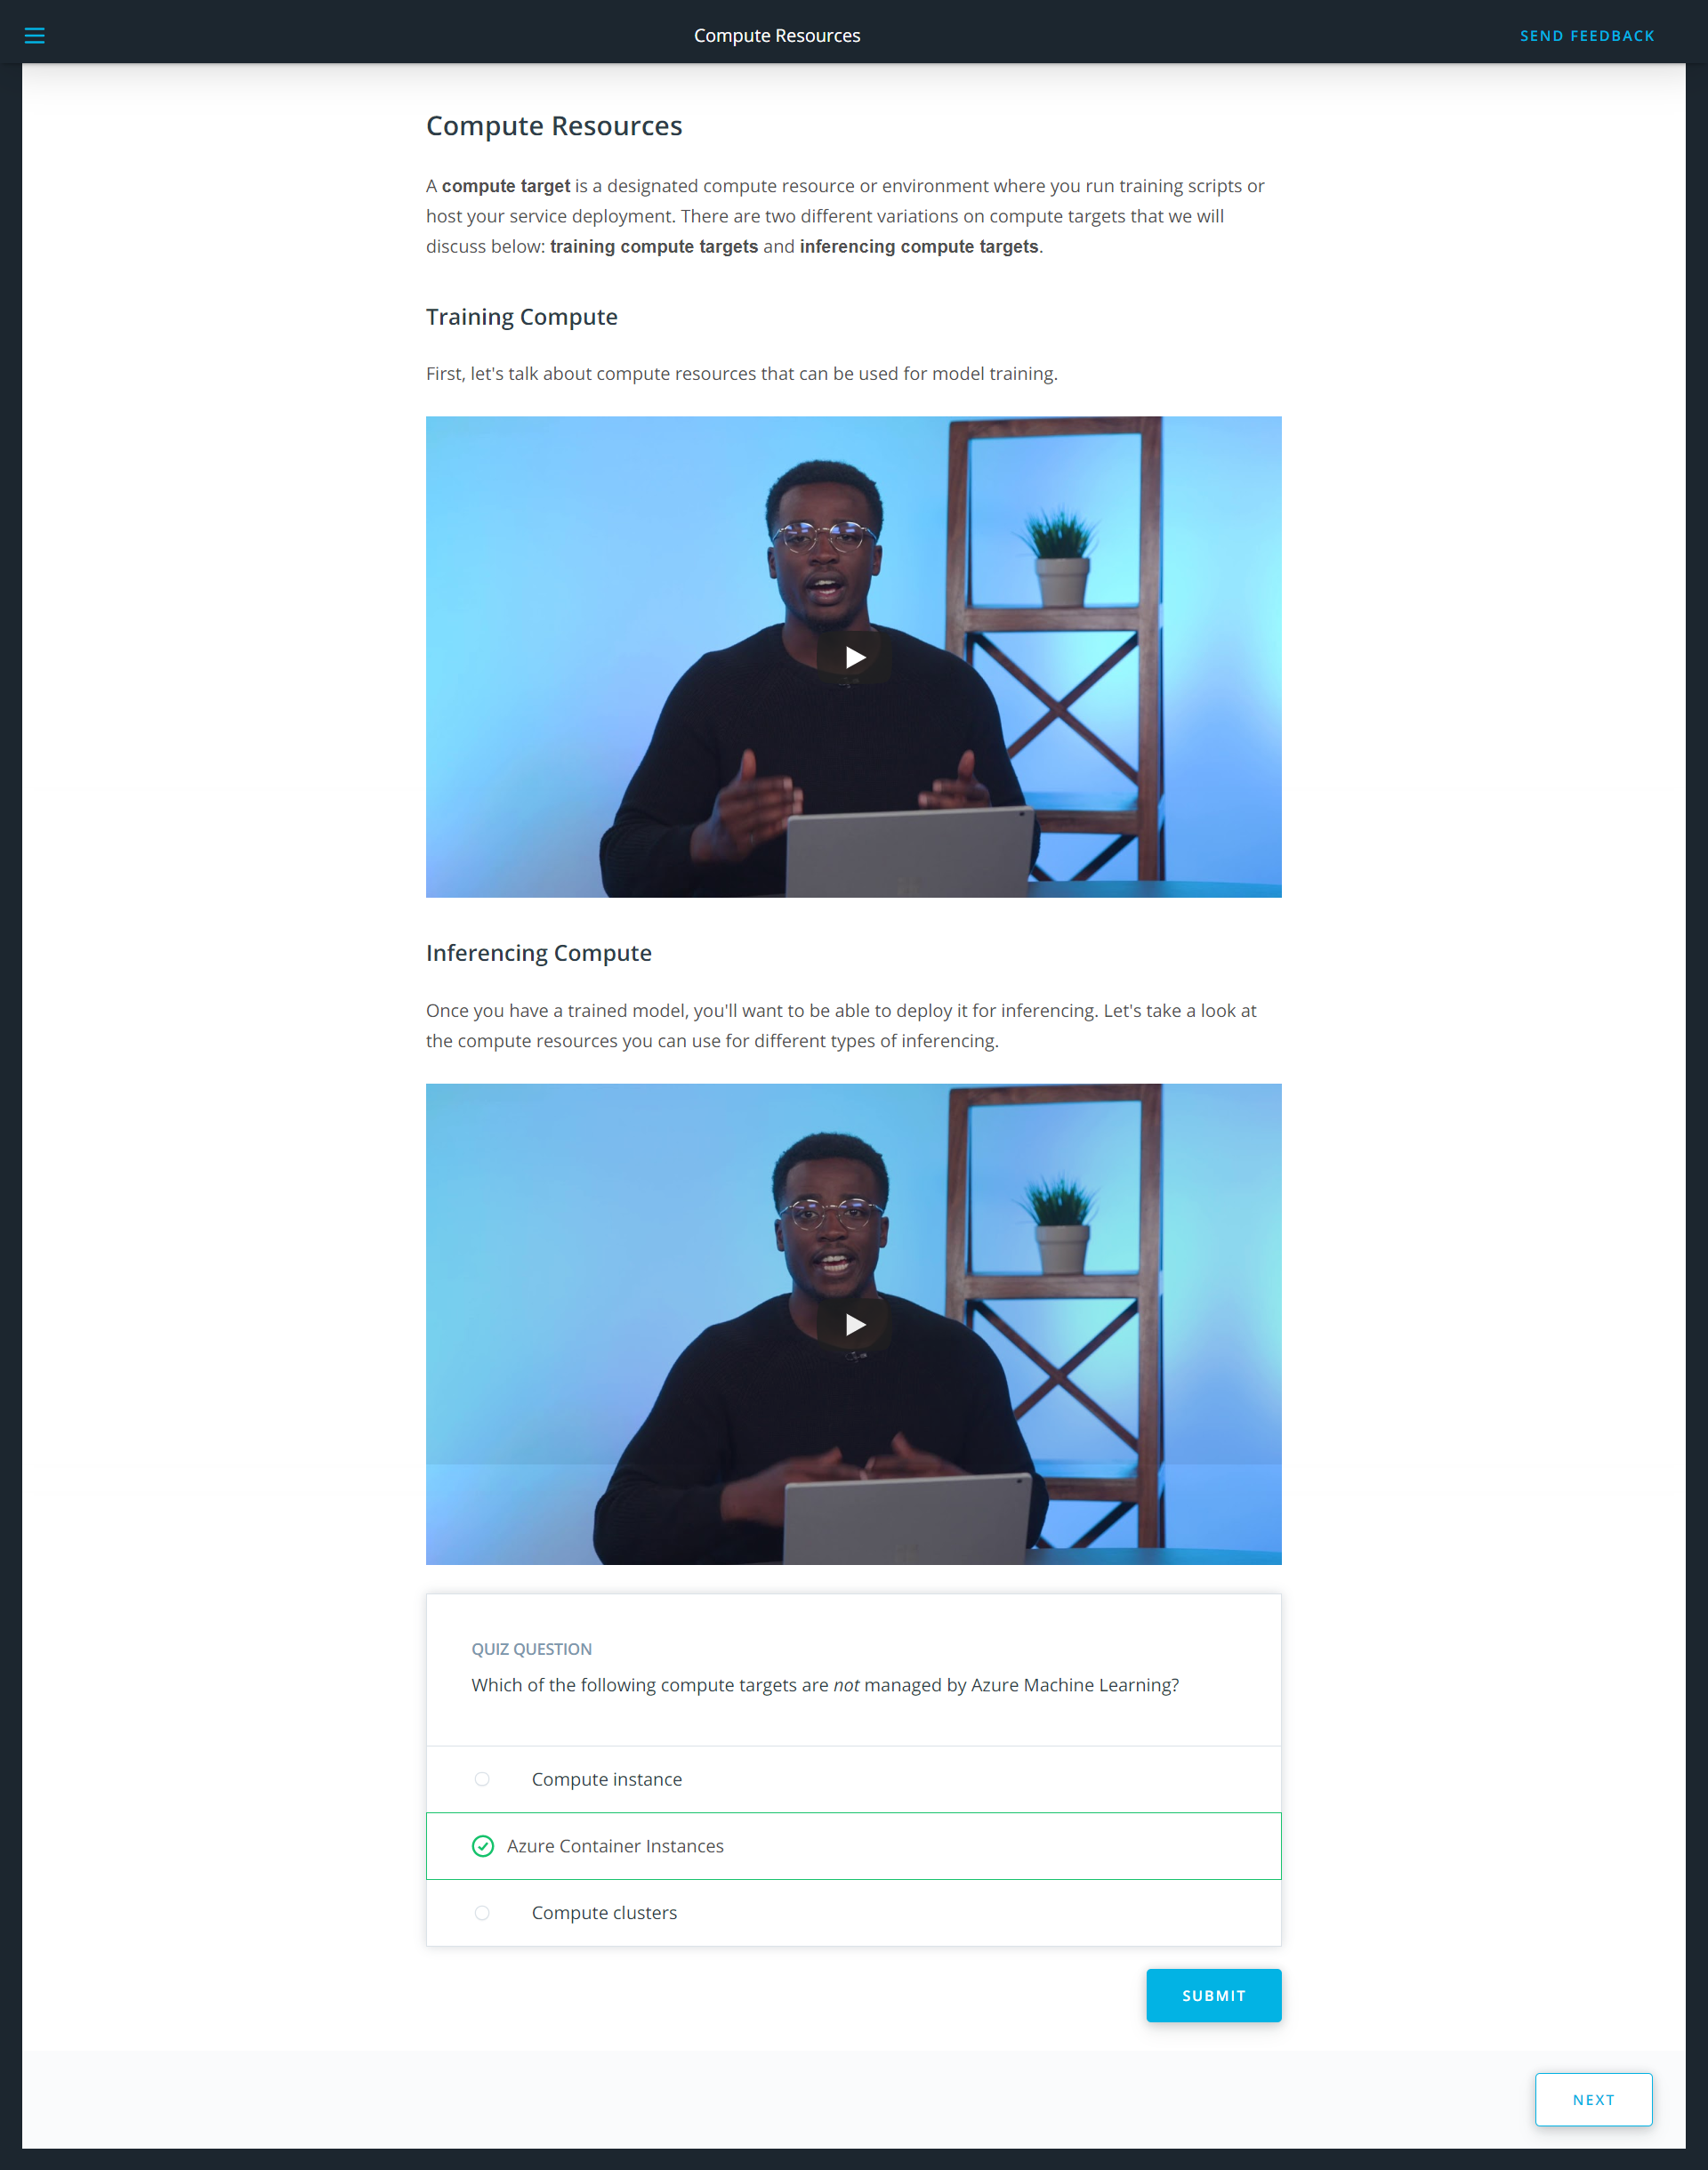 Compute Resources
SEND FEEDBACK
Compute Resources
A compute target is a designated compute resource or environment where you run training scripts or
host your service deployment. There are two different variations on compute targets that we will
discuss below: training compute targets and inferencing compute targets.
Training Compute
First, let's talk about compute resources that can be used for model training.
Inferencing Compute
Once you have a trained model, you'll want to be able to deploy it for inferencing. Let's take a look at
the compute resources you can use for different types of inferencing.
QUIZ QUESTION
Which of the following compute targets are not managed by Azure Machine Learning?
Compute instance
Azure Container Instances
Compute clusters
SUBMIT
NEXT